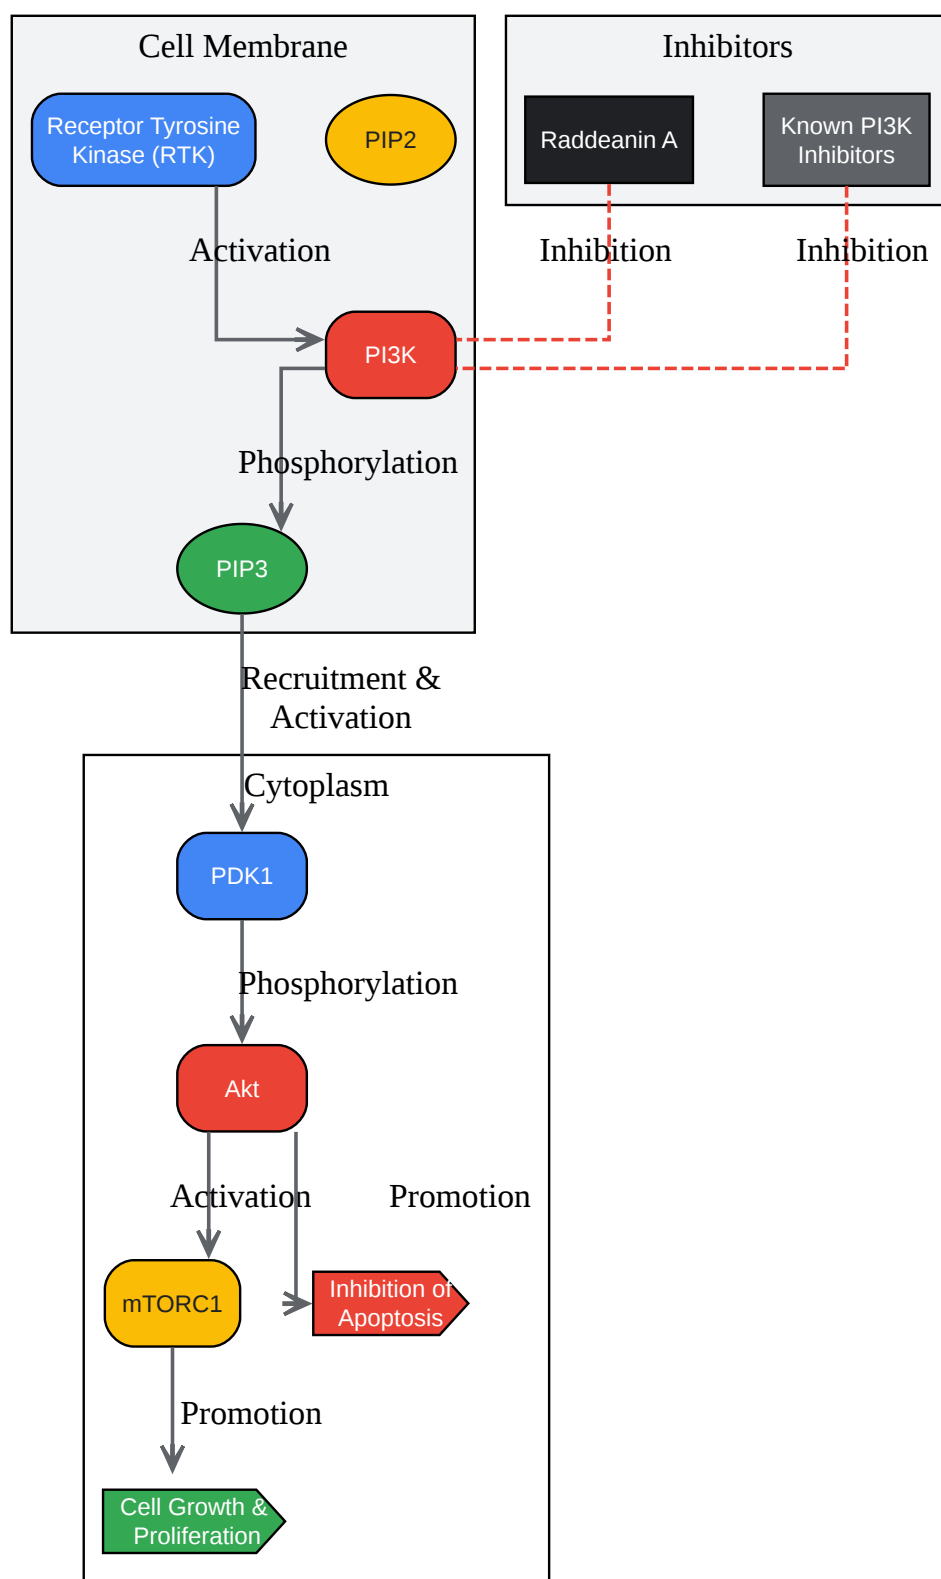 Cell Membrane
Inhibitors
Receptor Tyrosine
Kinase (RTK)
PIP2
Raddeanin A
Known PI3K
Inhibitors
Activation
Inhibition
Inhibition
PI3K
Phosphorylation
PIP3
Recruitment &
Activation
Cytoplasm
PDK1
Phosphorylation
Akt
Activation
Promotion
mTORC1
Inhibition of
Apoptosis
Promotion
Cell Growth &
Proliferation